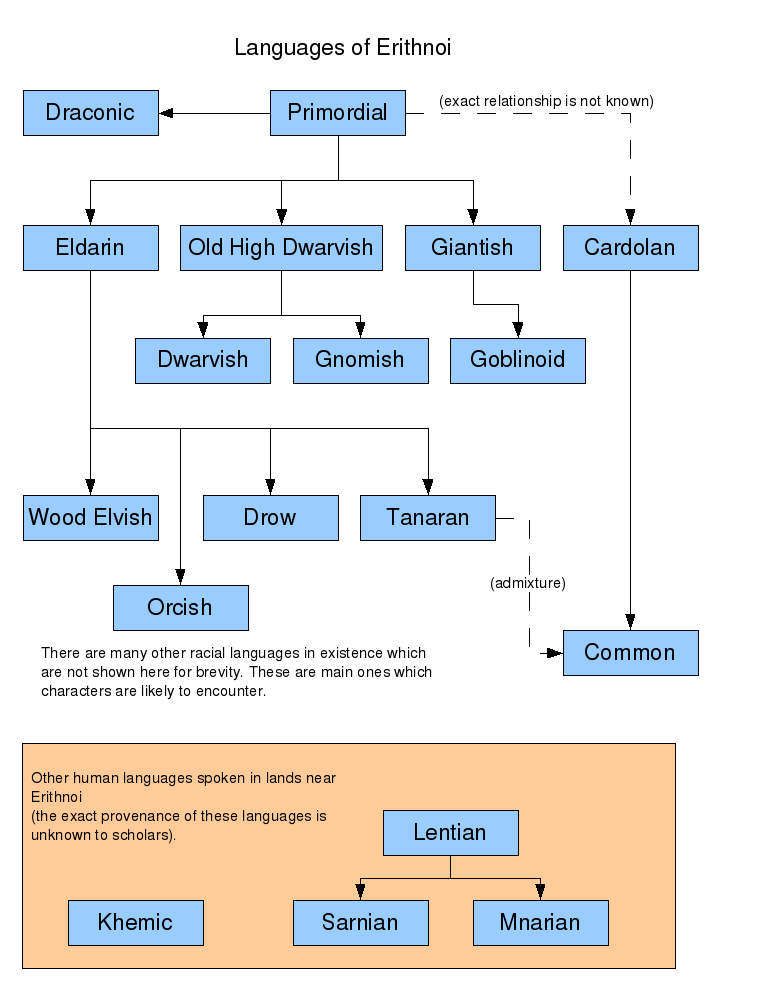 Languages of Erithnoi
Draconic
Primordial
(exact relationship is not known)
Eldarin
Old High Dwarvish
Giantish
Cardolan
Dwarvish
Gnomish
Goblinoid
Wood Elvish
Drow
Tanaran
(admixture)
Orcish
Common
There are many other racial languages in existence which
are not shown here for brevity. These are main ones which
characters are likely to encounter.
Other human languages spoken in lands near
Erithnoi
(the exact provenance of these languages is
unknown to scholars).
Lentian
Khemic
Sarnian
Mnarian